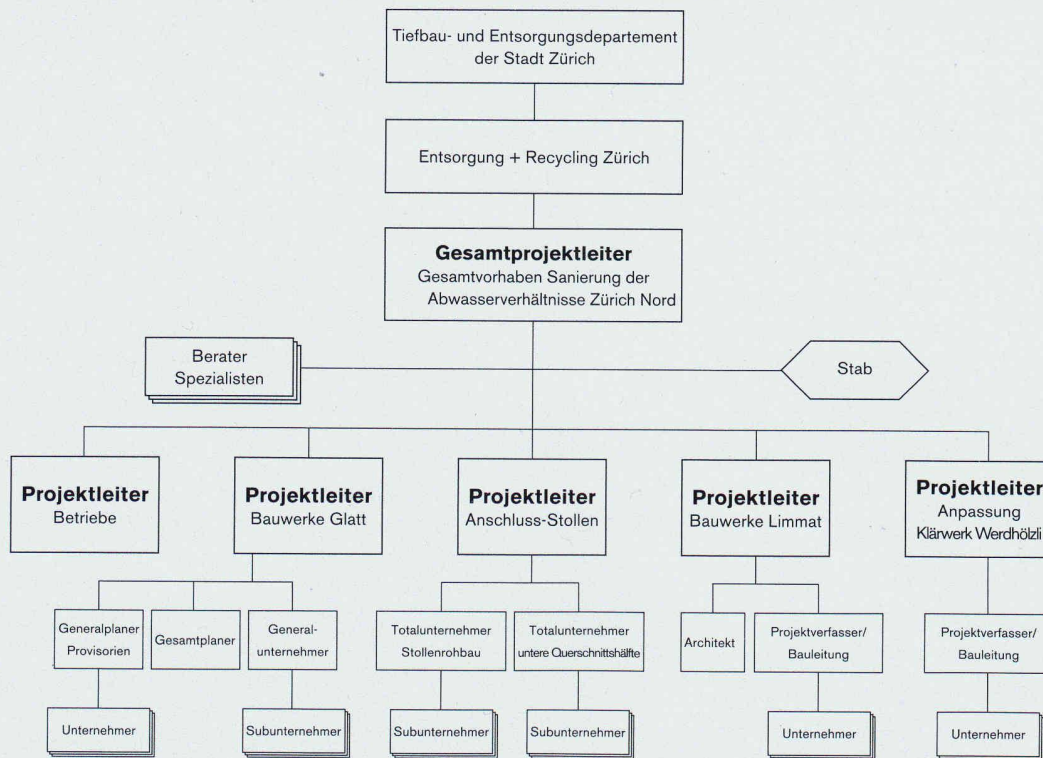 Tiefbau- und Entsorgungsdepartement
der Stadt Zürich
Entsorgung + Recycling Zürich
Gesamtprojektleiter
Gesamtvorhaben Sanierung der
Abwasserverhältnisse Zürich Nord
Berater
Spezialisten
Stab
Projektleiter
Betriebe
Projektleiter
Bauwerke Glatt
Projektleiter
Anschluss-Stollen
Projektleiter
Bauwerke Limmat
Projektleiter
Anpassung
Klärwerk Werdhölzli
Generalplaner
Provisorien
Gesamtplaner
General-
unternehmer
Totalunternehmer
Stollenrohbau
Totalunternehmer
untere Querschnittshälfte
Architekt
Projektverfasser/
Bauleitung
Projektverfasser/
Bauleitung
Unternehmer
Subunternehmer
Subunternehmer
Subunternehmer
Unternehmer
Unternehmer